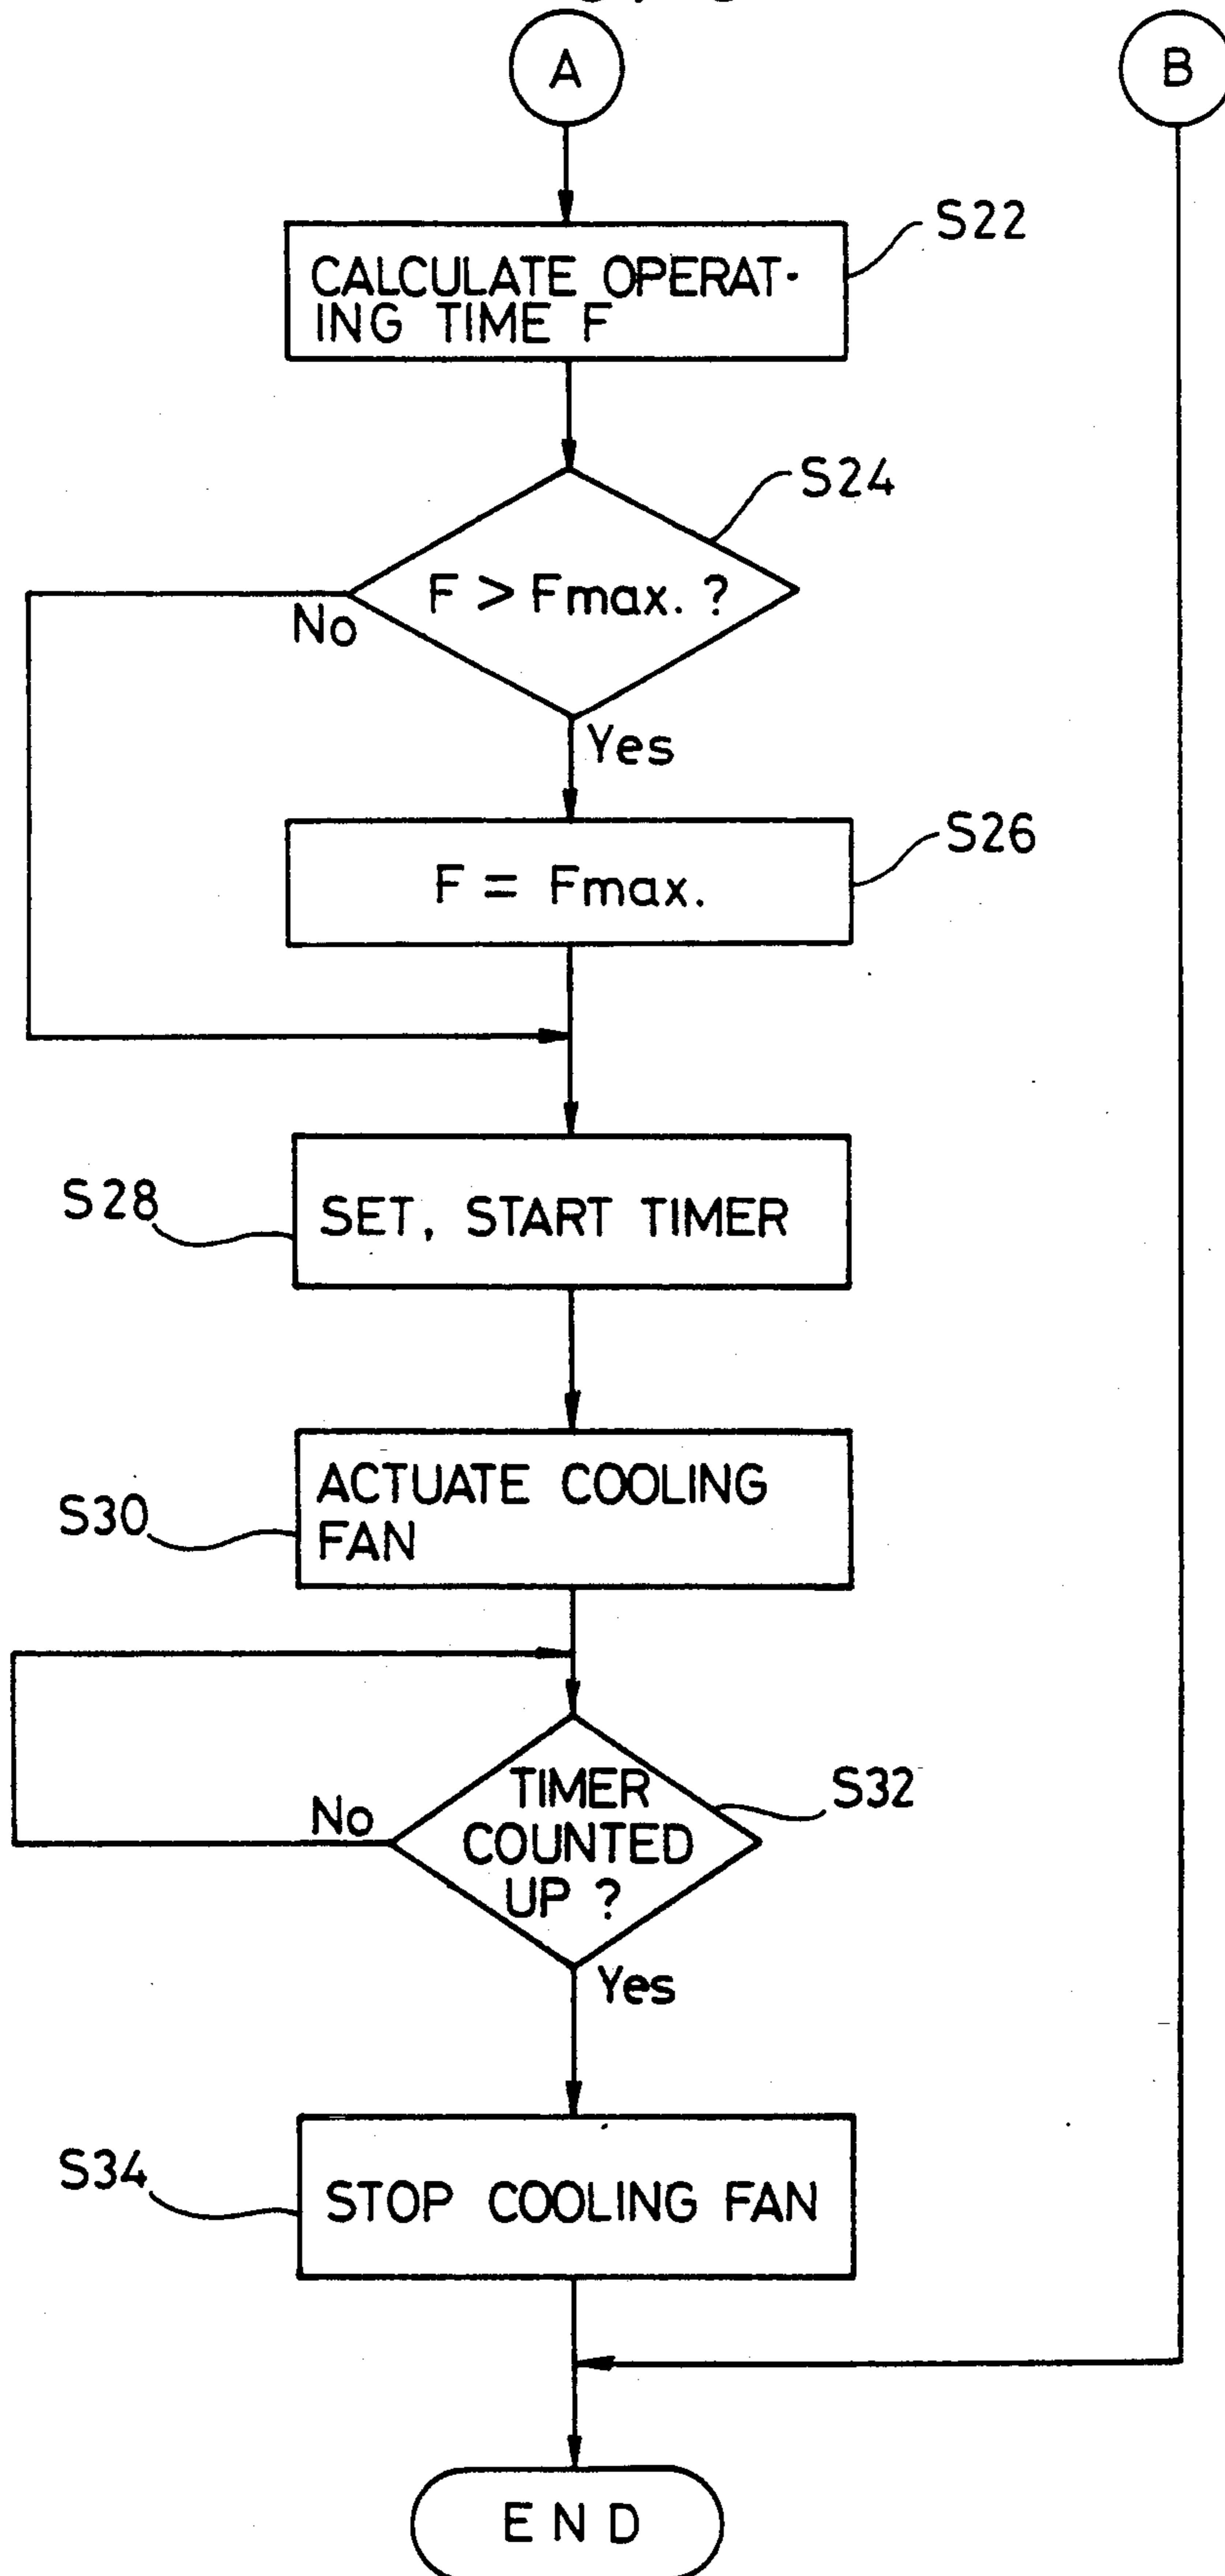 A
B
S22
CALCULATE OPERAT-
ING TIME F
S24
F > Fmax. ?
No
Yes
S26
F = Fmax.
S28
SET, START TIMER
S30
ACTUATE COOLING
FAN
S32
TIMER
COUNTED
UP ?
No
Yes
S34
STOP COOLING FAN
END